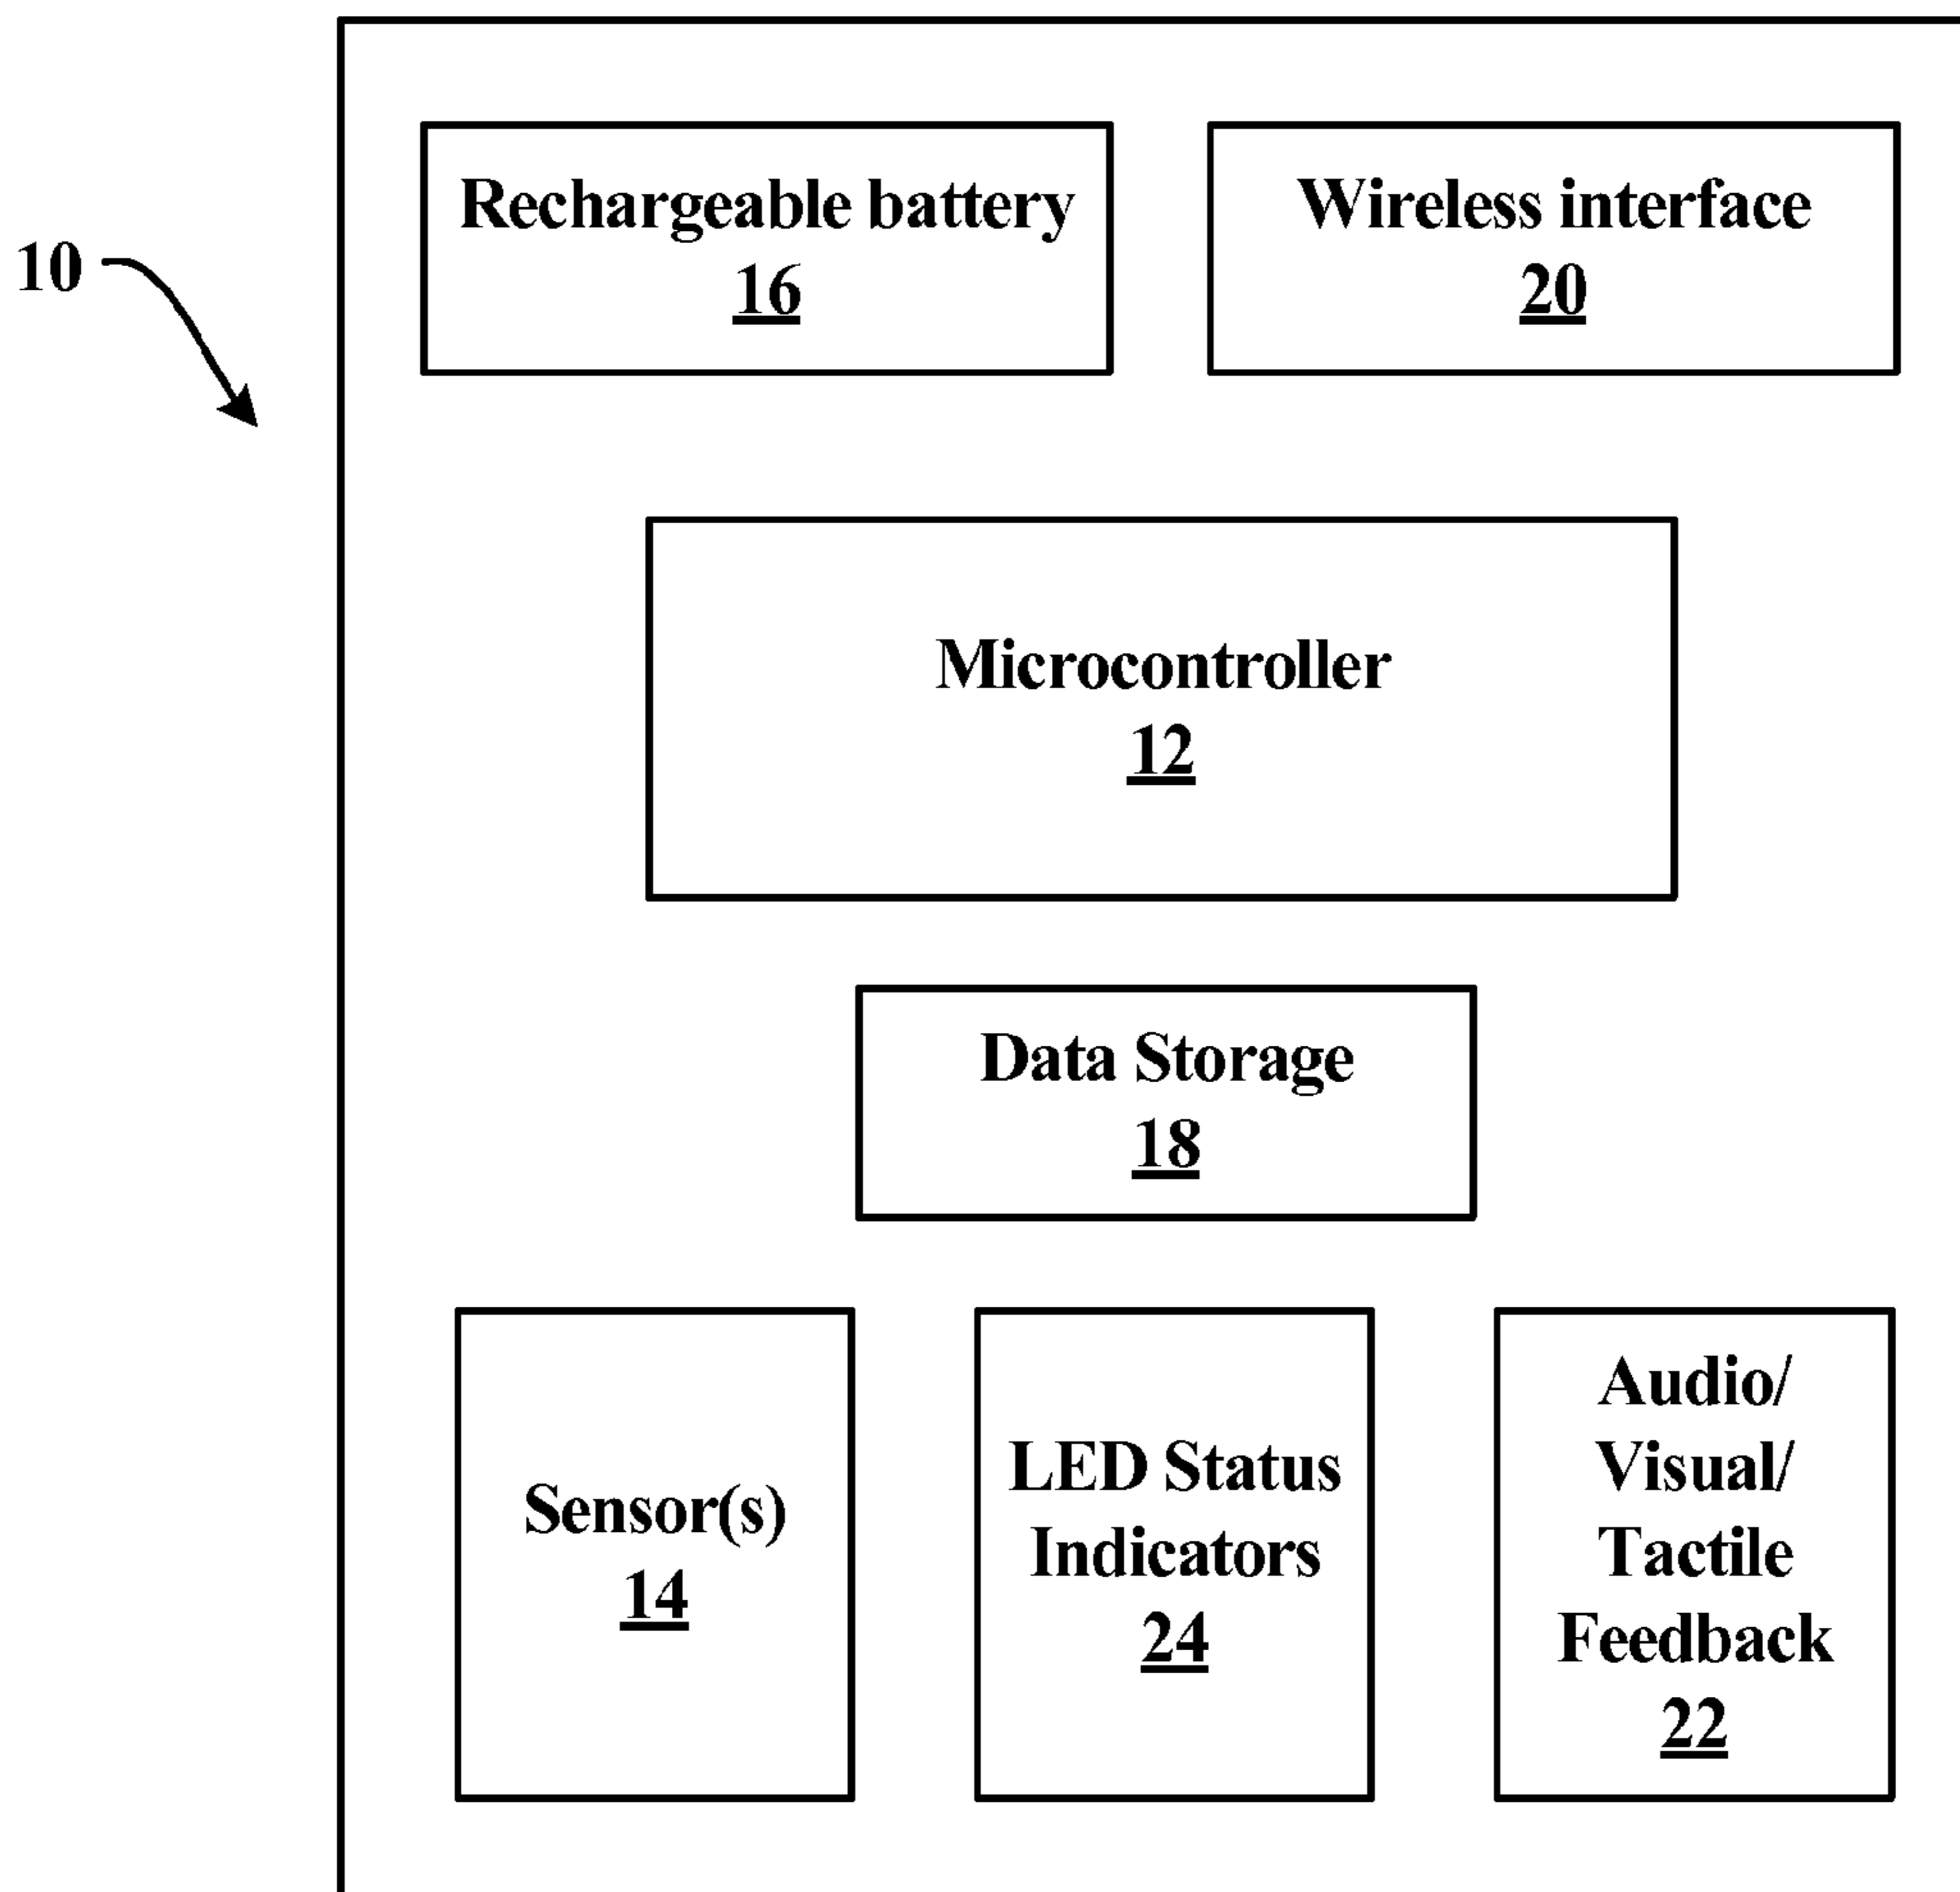 10
Rechargeable battery
16
Wireless interface
20
Microcontroller
12
Data Storage
18
Sensor(s)
14
LED Status
Indicators
24
Audio/
Visual/
Tactile
Feedback
22